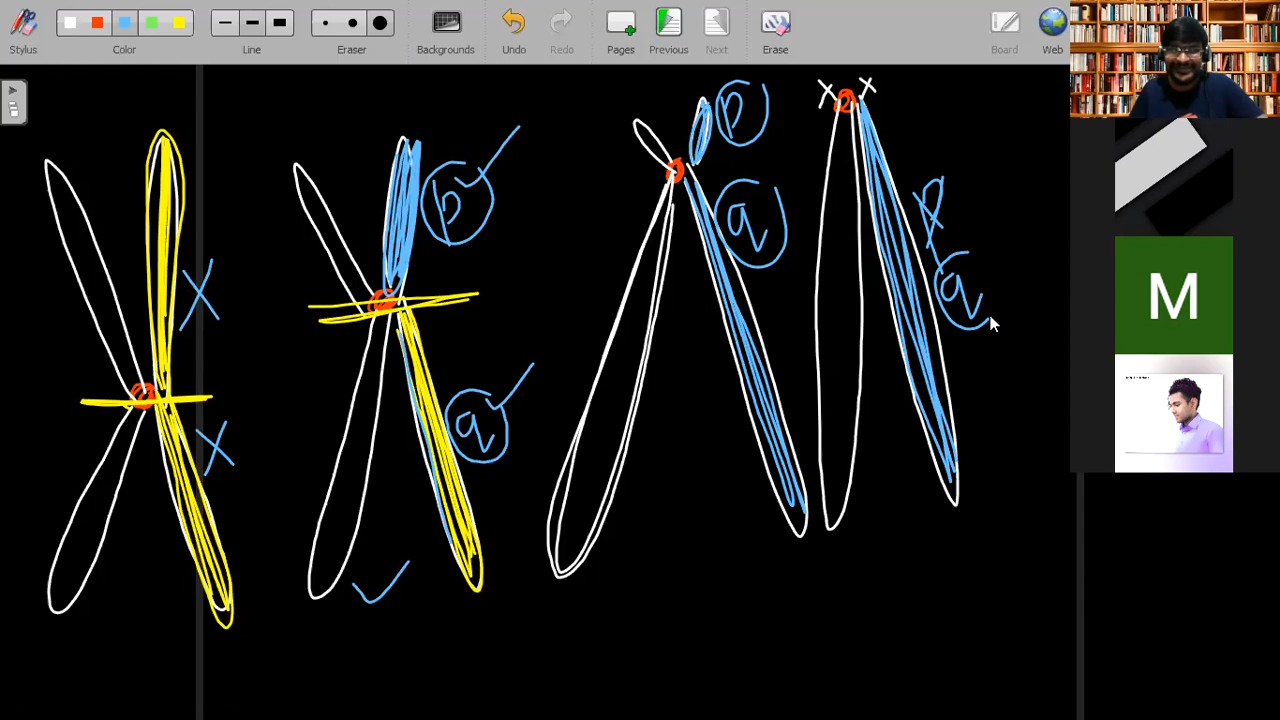 Stylus
Color
Line
Eraser
Backgrounds
Undo
Redo
Pages
Previous
Next
Erase
Board
Web
p
q
p
q
p
q
M